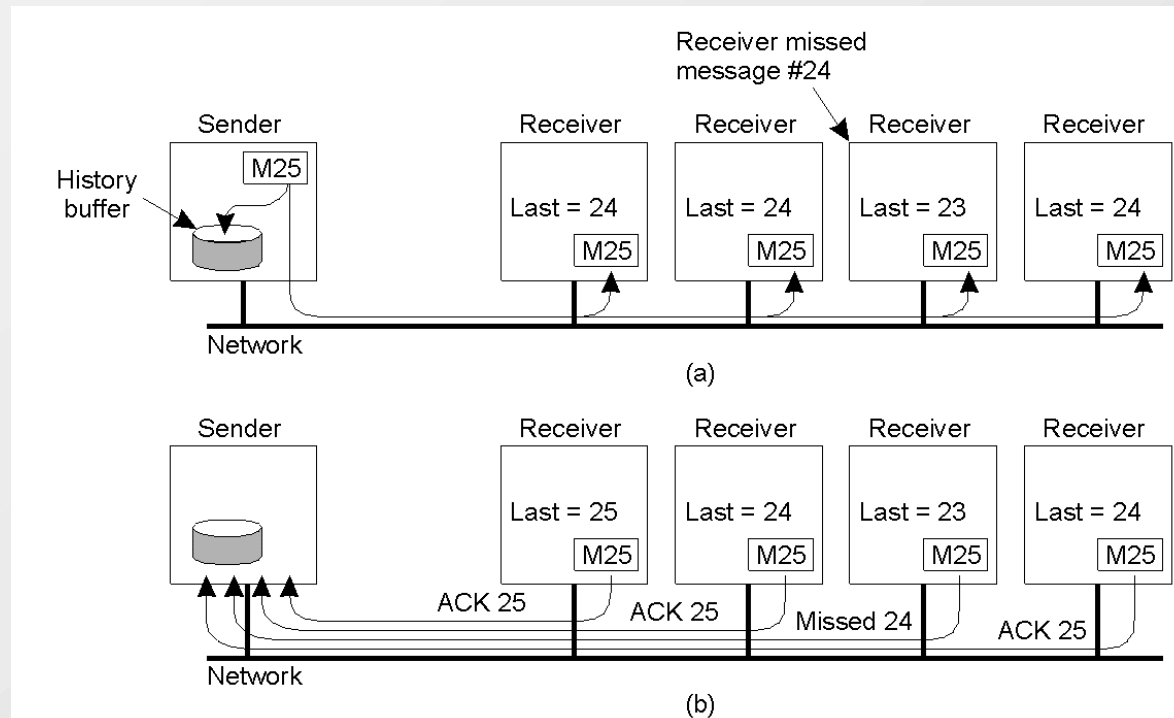 Receiver missed
message #24
Sender
Receiver
Receiver
Receiver
Receiver
M25
History
buffer
Last = 24
Last = 24
Last = 23
Last = 24
M25
M25
M25
M25
Network
(a)
Sender
Receiver
Receiver
Receiver
Receiver
Last = 25
Last = 24
Last = 23
Last = 24
M25
M25
M25
M25
ACK 25
ACK 25
Missed 24
ACK 25
Network
(b)